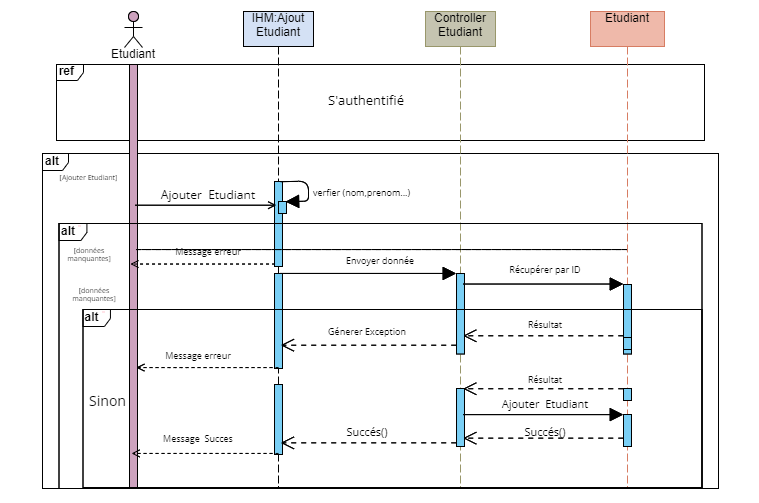 IHM:Ajout
Etudiant
Controller
Etudiant
Etudiant
Etudiant
ref
S'authentifié
alt
[Ajouter Etudiant]
Ajouter Etudiant
verfier (nom,prenom...)
alt
[données
manquantes]
Message erreur
Envoyer donnée
Récupérer par ID
[données
manquantes]
alt
Résultat
Génerer Exception
Message erreur
Résultat
Sinon
Ajouter Etudiant
Succés()
Succés()
Message Succes